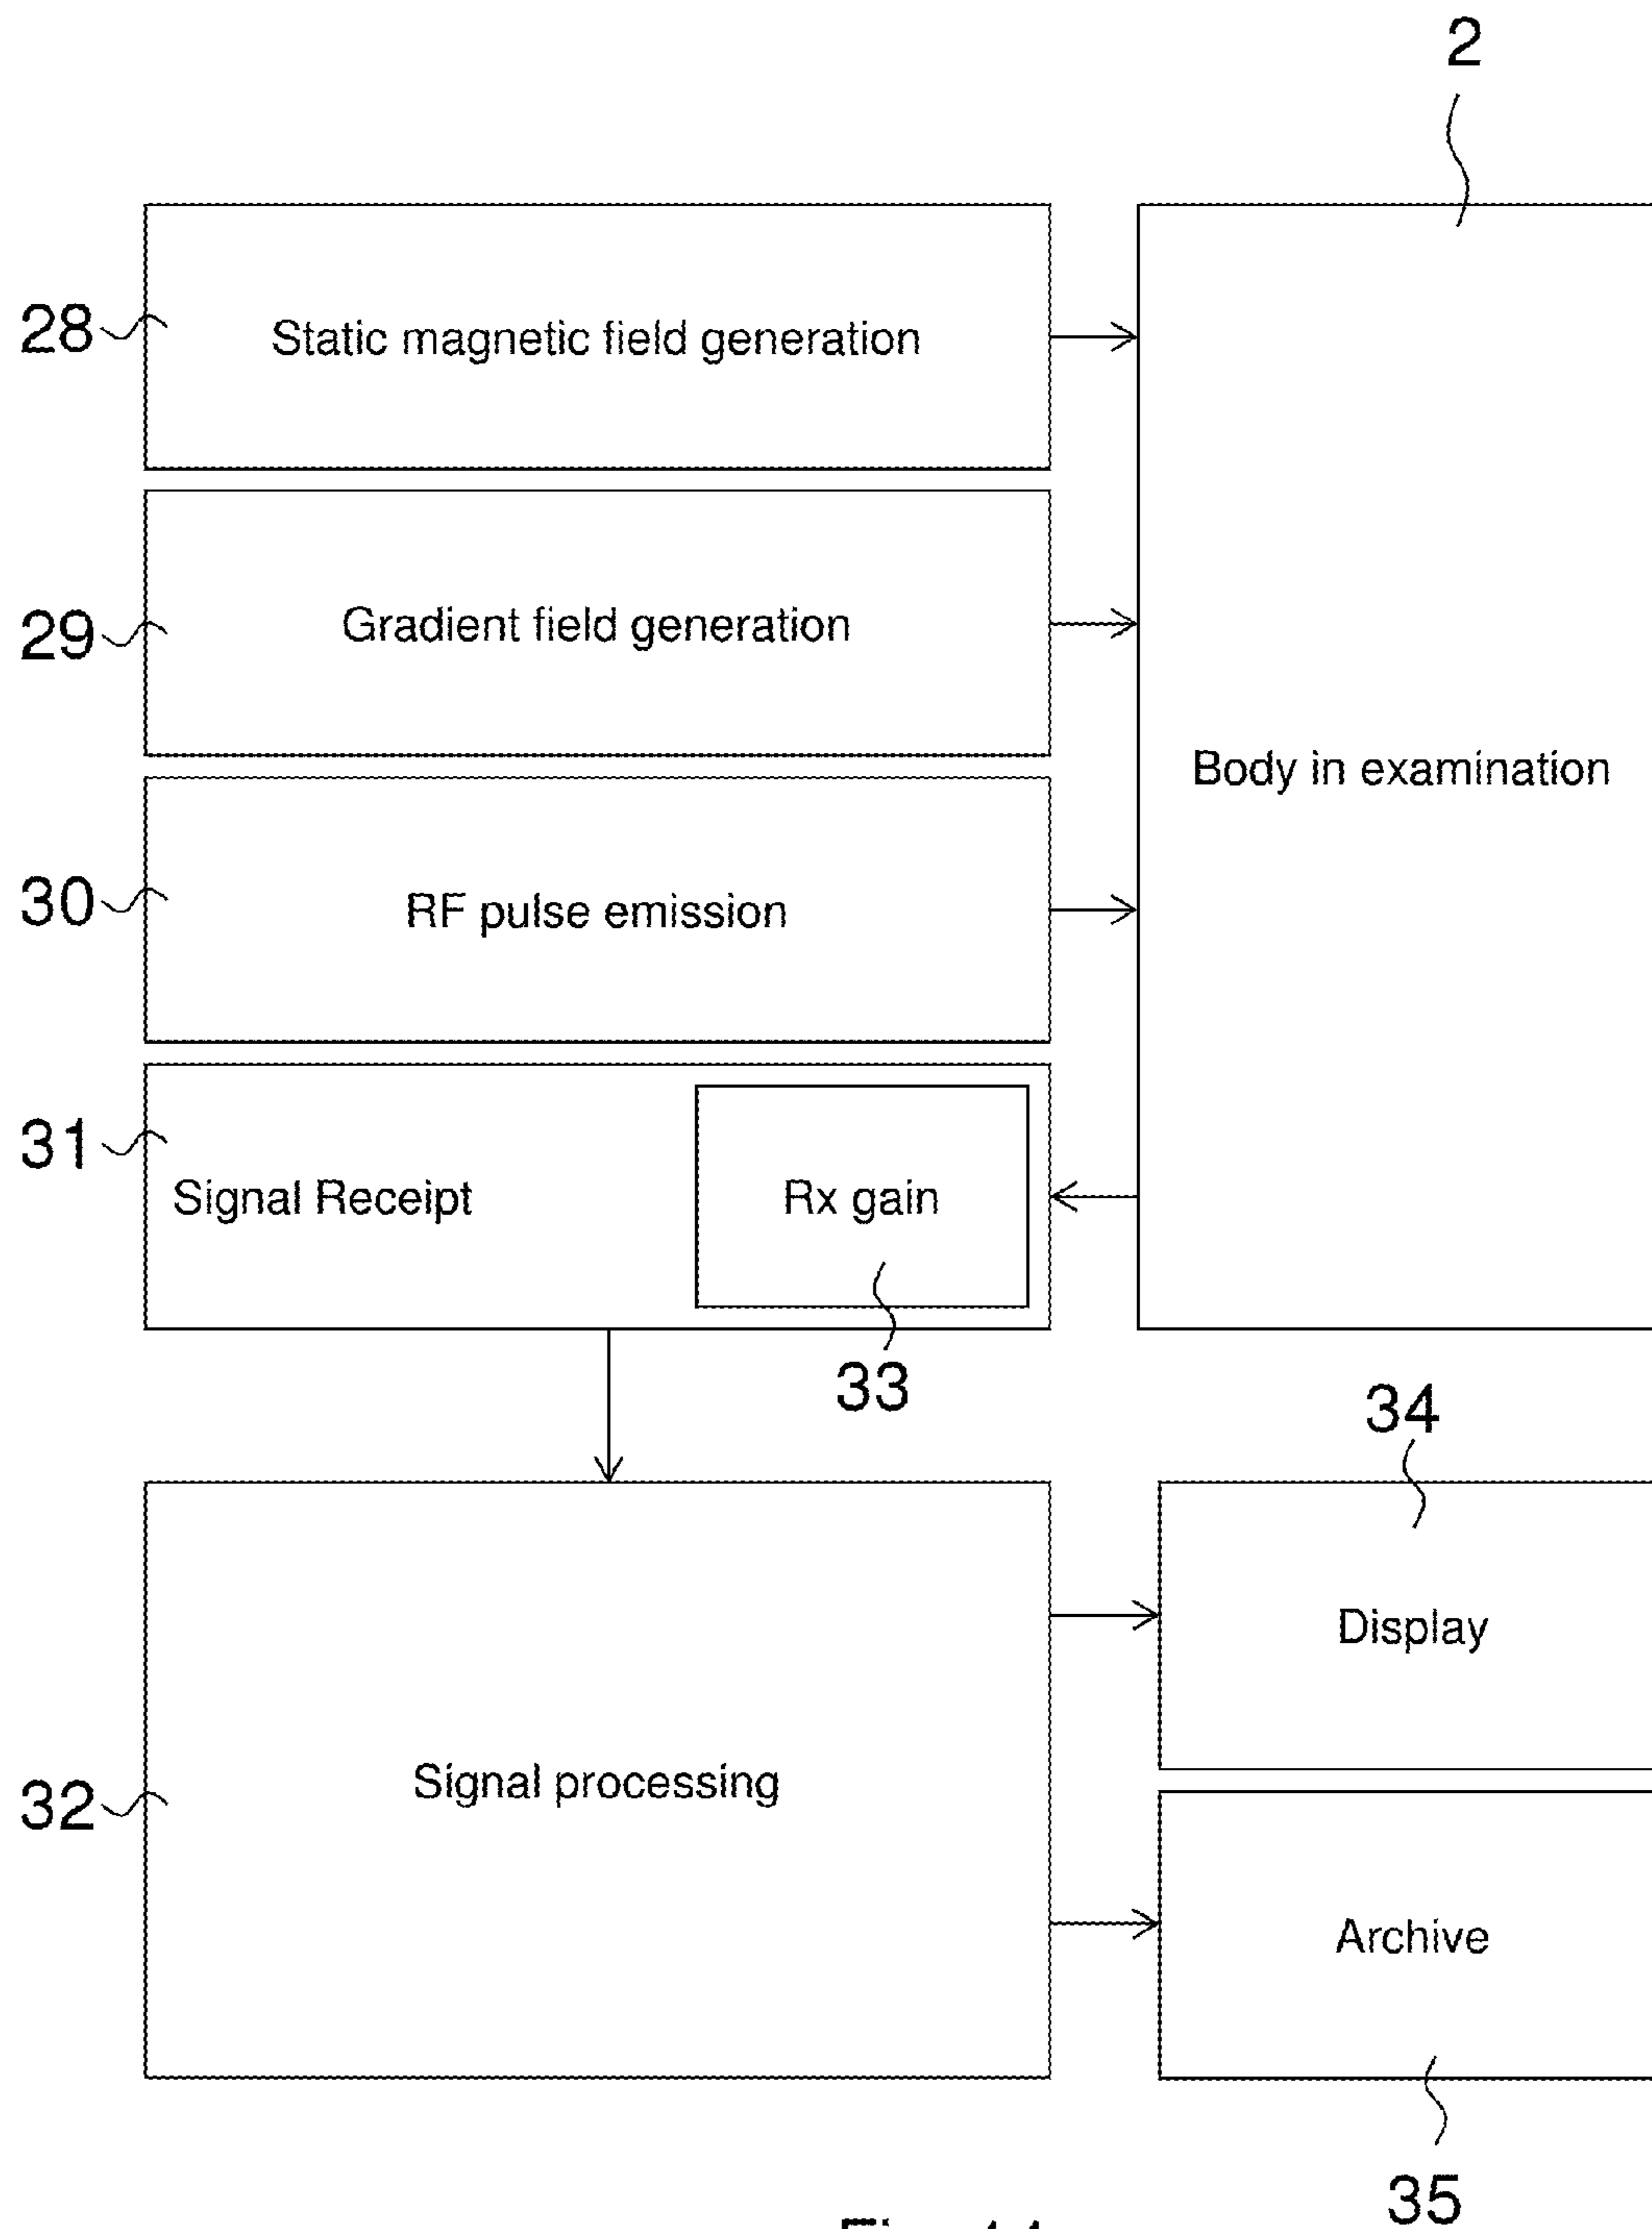 2
28
Static magnetic field generation
29
Gradient field generation
Body in examination
30
RF pulse emission
31
Signal Receipt
Rx gain
33
34
Display
32
Signal processing
Archive
35